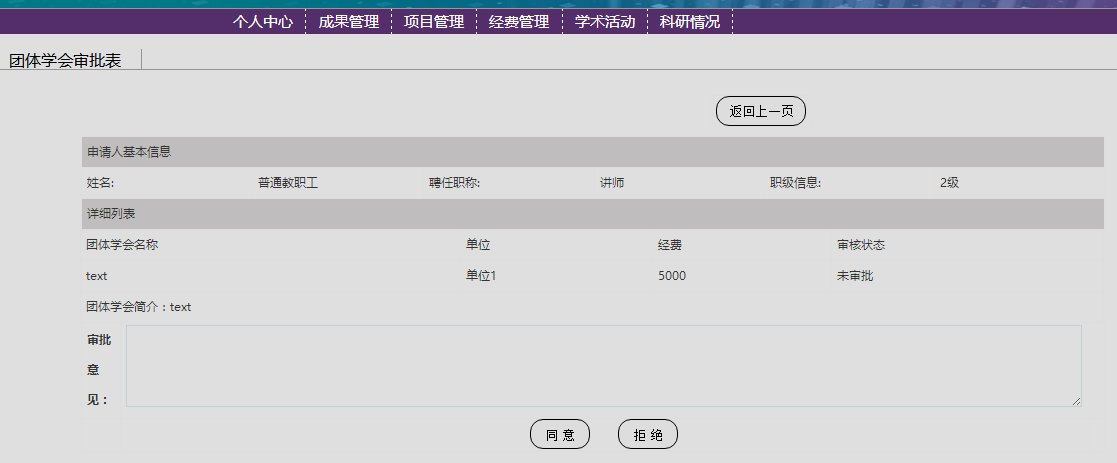 个人中心 成果管理 项目管理 经费管理 学术活动 科研情况
团体学会审批表
返回上一页
申请人基本信息
姓名: 普通教职工 聘任职称: 讲师 职级信息: 2级
详细列表
团体学会名称 单位 经费 审核状态
text 单位1 5000 未审批
团体学会简介：text
审批
意
见：
同 意 拒 绝